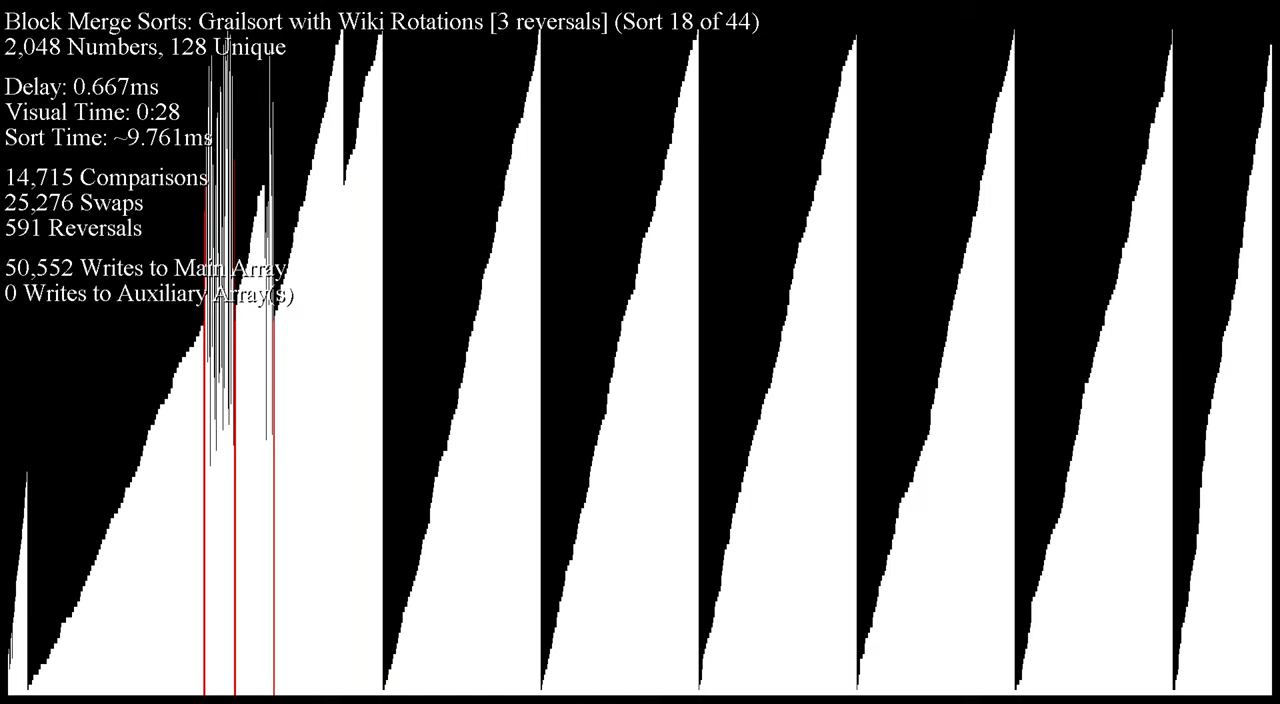 Block Merge Sorts: Grailsort with Wiki Rotations [3 reversals] (Sort 18 of 44)
2,048 Numbers, 128 Unique
Delay: 0.667ms
Visual Time: 0:28
Sort Time: ~9.761ms
14,715 Comparisons
25,276 Swaps
591 Reversals
50,552 Writes to Main Array
0 Writes to Auxiliary Array(s)